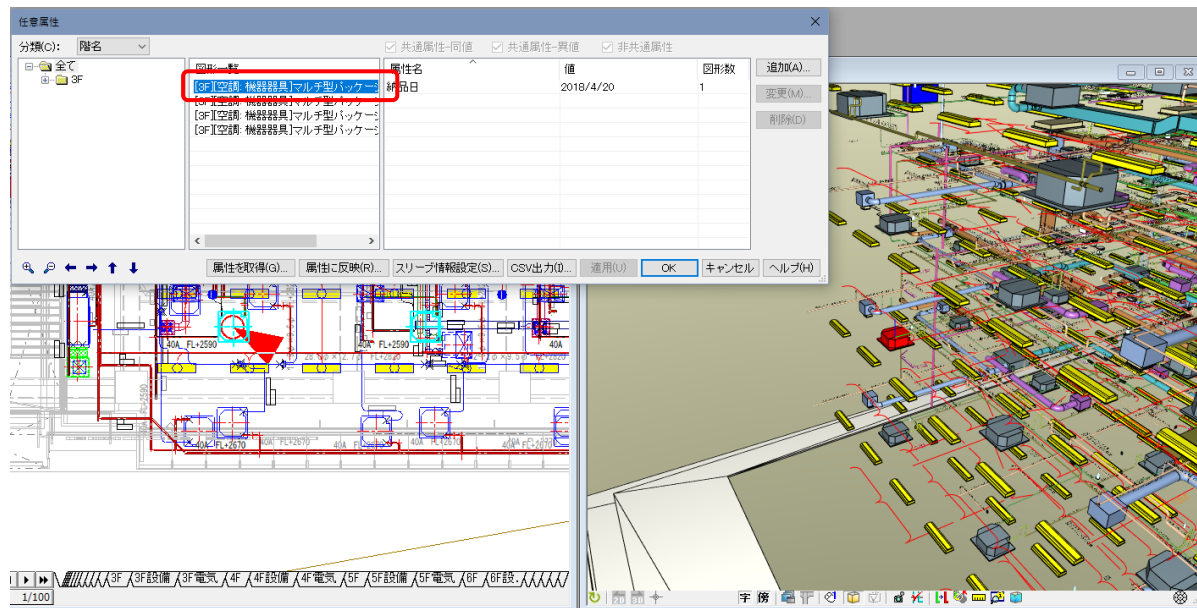 任意属性
分類(C): 階名
共通属性-同値 共通属性-異値 非共通属性
全て
3F
図形一覧
[3F][空調: 機器器具]マルチ型パッケージ
[3F][空調: 機器器具]マルチ型パッケージ
[3F][空調: 機器器具]マルチ型パッケージ
[3F][空調: 機器器具]マルチ型パッケージ
属性名 値 図形数
納品日 2018/4/20 1
追加(A)...
変更(M)...
削除(D)
属性を取得(G)... 属性に反映(R)... スリーブ情報設定(S)... CSV出力(I)... 適用(U) OK キャンセル ヘルプ(H)
40A FL+2590
40A FL+2590
40A
FL+2590
40A FL+2670
40A FL+2670
40A
40A FL+2670
40A FL+2670
3F 3F設備 3F電気 4F 4F設備 4F電気 5F 5F設備 5F電気 6F 6F設.
1/100
字 傍